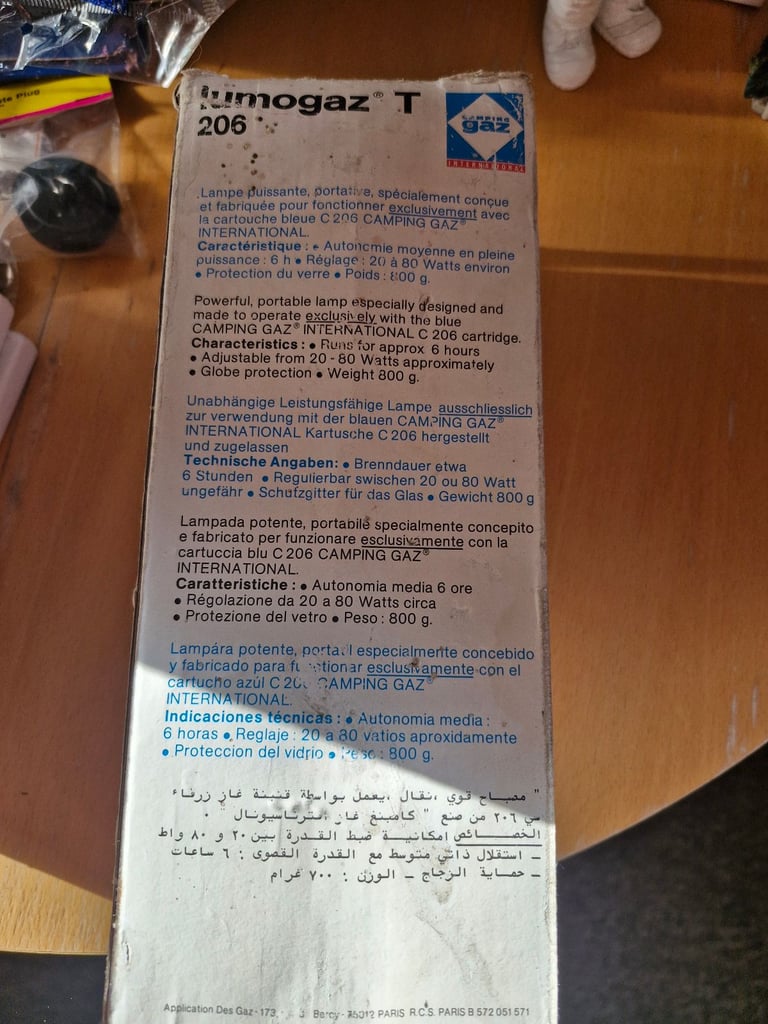 lumogaz® T
206
CAMPING
gaz
INTERNATIONAL
Lampe puissante, portative, spécialement conçue
et fabriquée pour fonctionner exclusivement avec
la cartouche bleue C 206 CAMPING GAZ®
INTERNATIONAL.
Caractéristique : • Autonomie moyenne en pleine
puissance : 6 h • Réglage : 20 à 80 Watts environ
• Protection du verre • Poids : 800 g.
Powerful, portable lamp especially designed and
made to operate exclusively with the blue
CAMPING GAZ® INTERNATIONAL C 206 cartridge.
Characteristics : • Runs for approx 6 hours
• Adjustable from 20 - 80 Watts approximately
• Globe protection • Weight 800 g.
Unabhängige Leistungsfähige Lampe ausschliesslich
zur verwendung mit der blauen CAMPING GAZ®
INTERNATIONAL Kartusche C 206 hergestellt
und zugelassen
Technische Angaben: • Brenndauer etwa
6 Stunden • Regulierbar swischen 20 ou 80 Watt
ungefähr • Schutzgitter für das Glas • Gewicht 800 g
Lampada potente, portabile specialmente concepito
e fabbricato per funzionare esclusivamente con la
cartuccia blu C 206 CAMPING GAZ®
INTERNATIONAL.
Caratteristiche : • Autonomia media 6 ore
• Régolazione da 20 a 80 Watts circa
• Protezione del vetro • Peso : 800 g.
Lampára potente, portatil especialmente concebido
y fabricado para functionar esclusivamente con el
cartucho azúl C 206 CAMPING GAZ®
INTERNATIONAL.
Indicaciones técnicas : • Autonomia media :
6 horas • Reglaje : 20 a 80 vatios aproxidamente
• Proteccion del vidrio • Peso : 800 g.
" مصباح قوي ،نقال ،يعمل بواسطة قنينة غاز زرقاء
سي ٢٠٦ من صنع " كامبنغ غاز انترناسيونال " .
الخصائص امكانية ضبط القدرة بين ٢٠ و ٨٠ واط
ـ استقلال ذاتي متوسط مع القدرة القصوى : ٦ ساعات
ـ حماية الزجاج ـ الوزن : ٧٠٠ غرام
Application Des Gaz - 173, Bercy - 75012 PARIS R.C.S. PARIS B 572 051 571